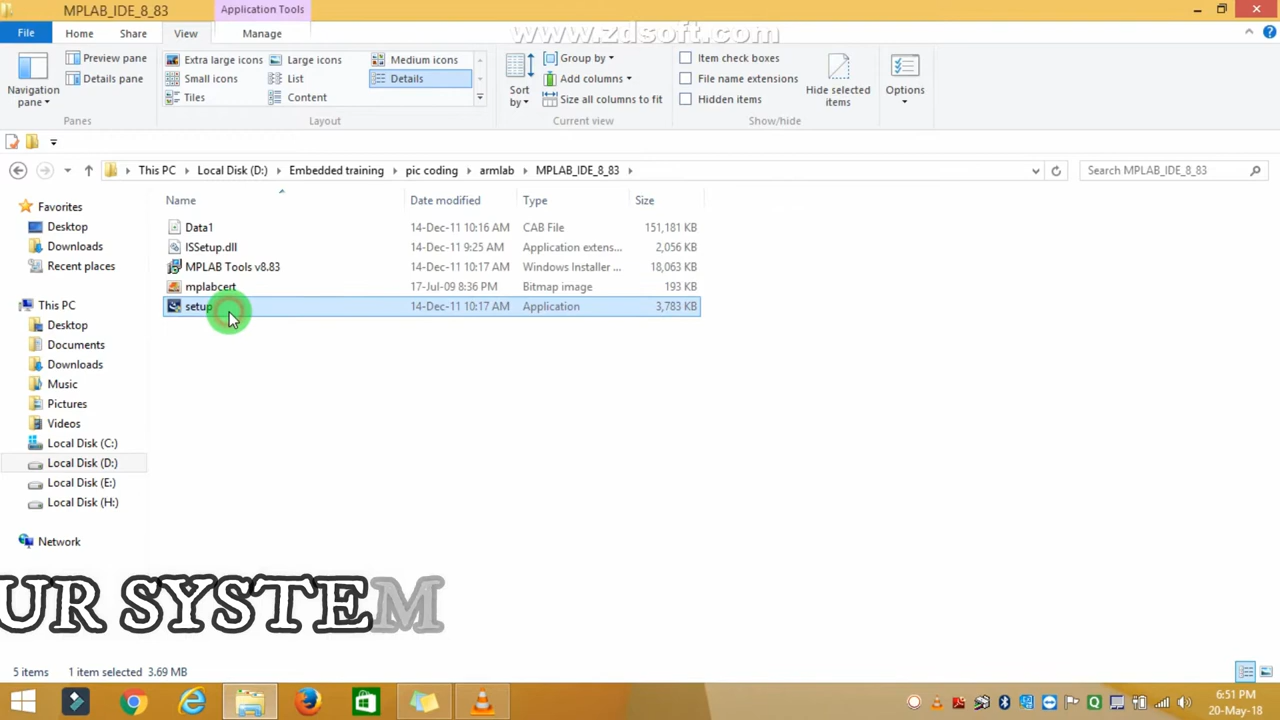 MPLAB_IDE_8_83
Application Tools
File
Home
Share
View
Manage
www.zdsoft.com
Navigation pane
Preview pane
Details pane
Panes
Extra large icons
Large icons
Medium icons
Small icons
List
Details
Tiles
Content
Layout
Sort by
Group by
Add columns
Size all columns to fit
Current view
Item check boxes
File name extensions
Hidden items
Hide selected items
Show/hide
Options
This PC
Local Disk (D:)
Embedded training
pic coding
armlab
MPLAB_IDE_8_83
Search MPLAB_IDE_8_83
Name
Date modified
Type
Size
Data1 14-Dec-11 10:16 AM CAB File 151,181 KB
ISSetup.dll 14-Dec-11 9:25 AM Application extens... 2,056 KB
MPLAB Tools v8.83 14-Dec-11 10:17 AM Windows Installer ... 18,063 KB
mplabcert 17-Jul-09 8:36 PM Bitmap image 193 KB
setup 14-Dec-11 10:17 AM Application 3,783 KB
Favorites
Desktop
Downloads
Recent places
This PC
Desktop
Documents
Downloads
Music
Pictures
Videos
Local Disk (C:)
Local Disk (D:)
Local Disk (E:)
Local Disk (H:)
Network
UR SYSTEM
5 items 1 item selected 3.69 MB
6:51 PM
20-May-18